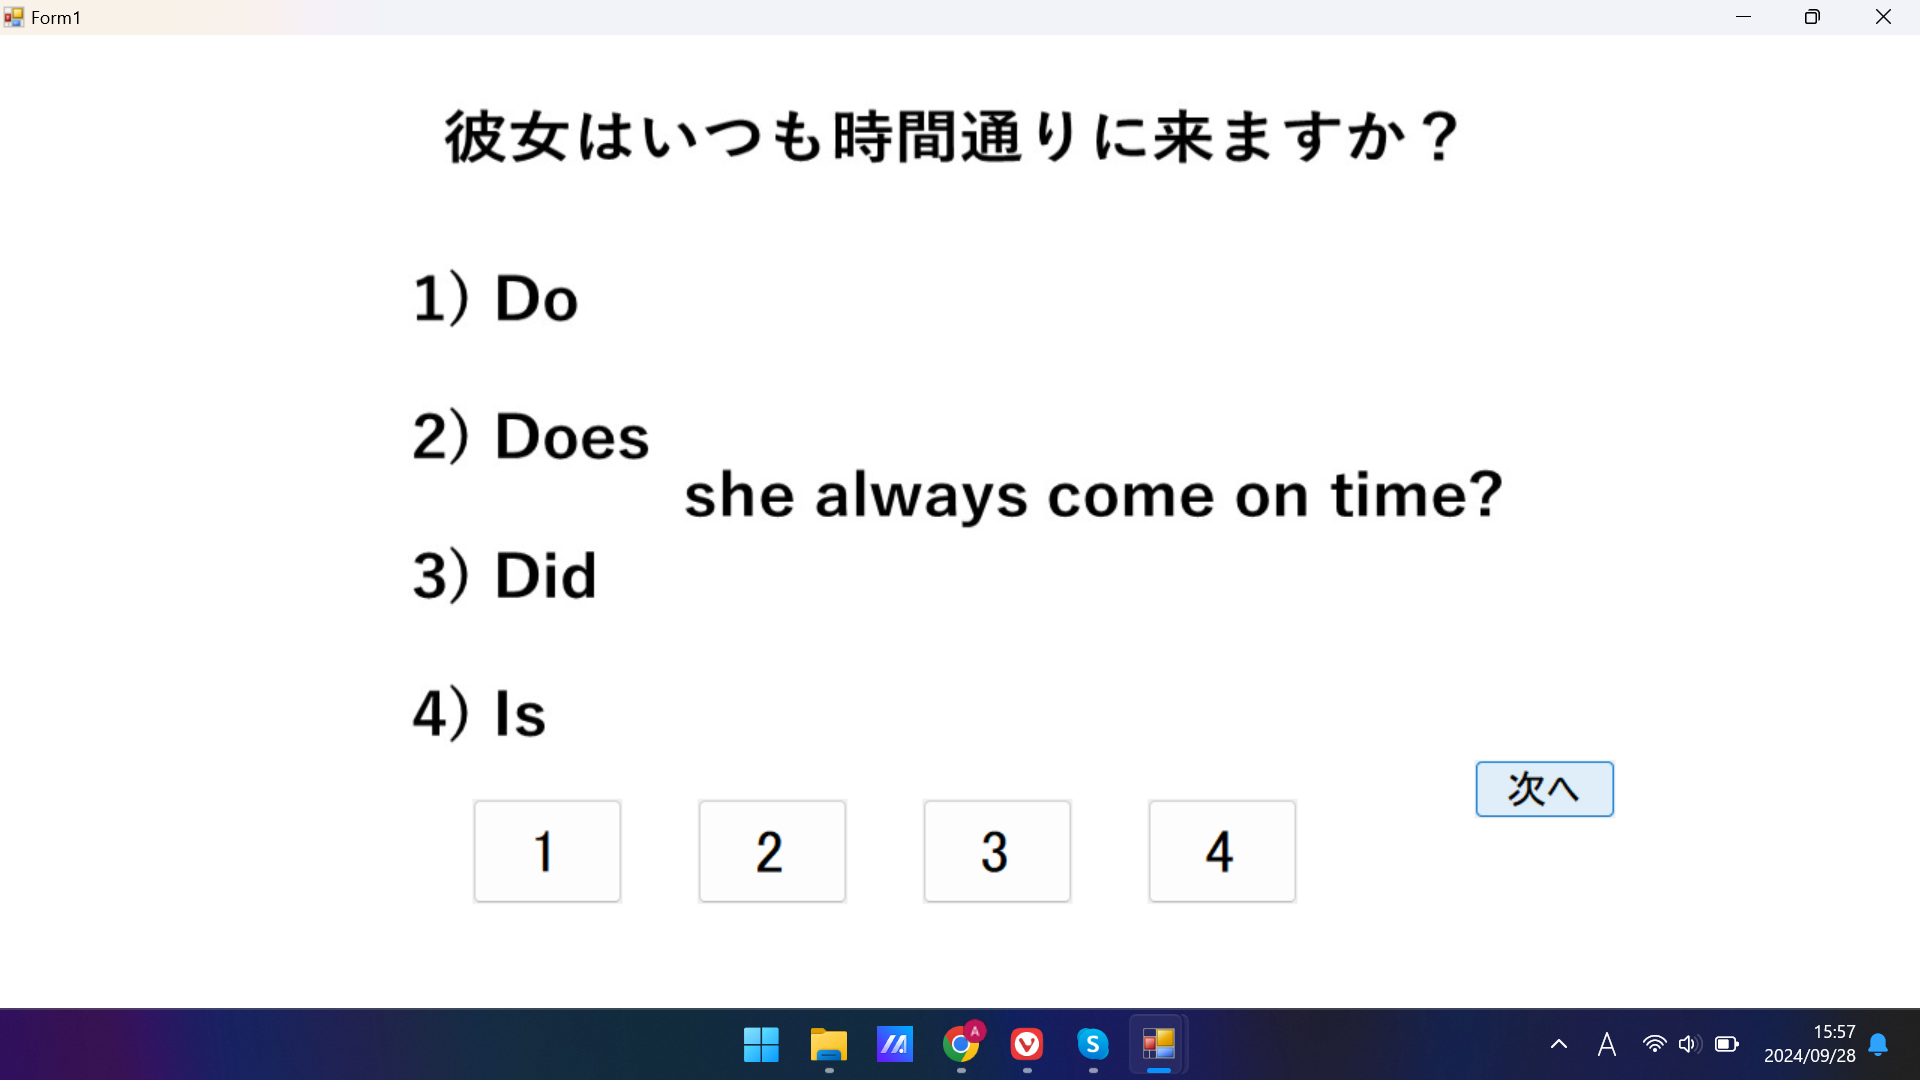 Form1
彼女はいつも時間通りに来ますか？
1) Do
2) Does
she always come on time?
3) Did
4) Is
次へ
1 2 3 4
A
S
A
15:57
2024/09/28